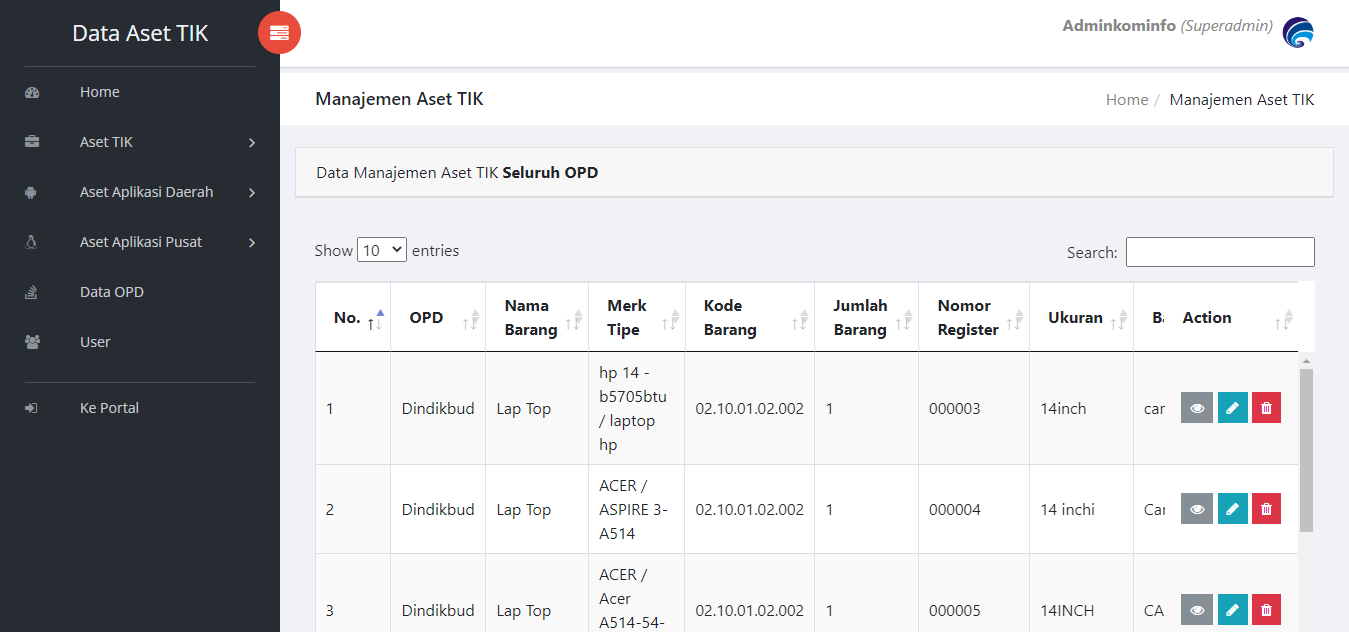 Data Aset TIK
Adminkominfo (Superadmin)
Home
Aset TIK
Aset Aplikasi Daerah
Aset Aplikasi Pusat
Data OPD
User
Ke Portal
Manajemen Aset TIK
Home / Manajemen Aset TIK
Data Manajemen Aset TIK Seluruh OPD
Show 10 entries
Search:
No. OPD Nama Barang Merk Tipe Kode Barang Jumlah Barang Nomor Register Ukuran Action
1 Dindikbud Lap Top hp 14 - b5705btu / laptop hp 02.10.01.02.002 1 000003 14inch car
2 Dindikbud Lap Top ACER / ASPIRE 3-A514 02.10.01.02.002 1 000004 14 inchi Car
3 Dindikbud Lap Top ACER / Acer A514-54- 02.10.01.02.002 1 000005 14INCH CA